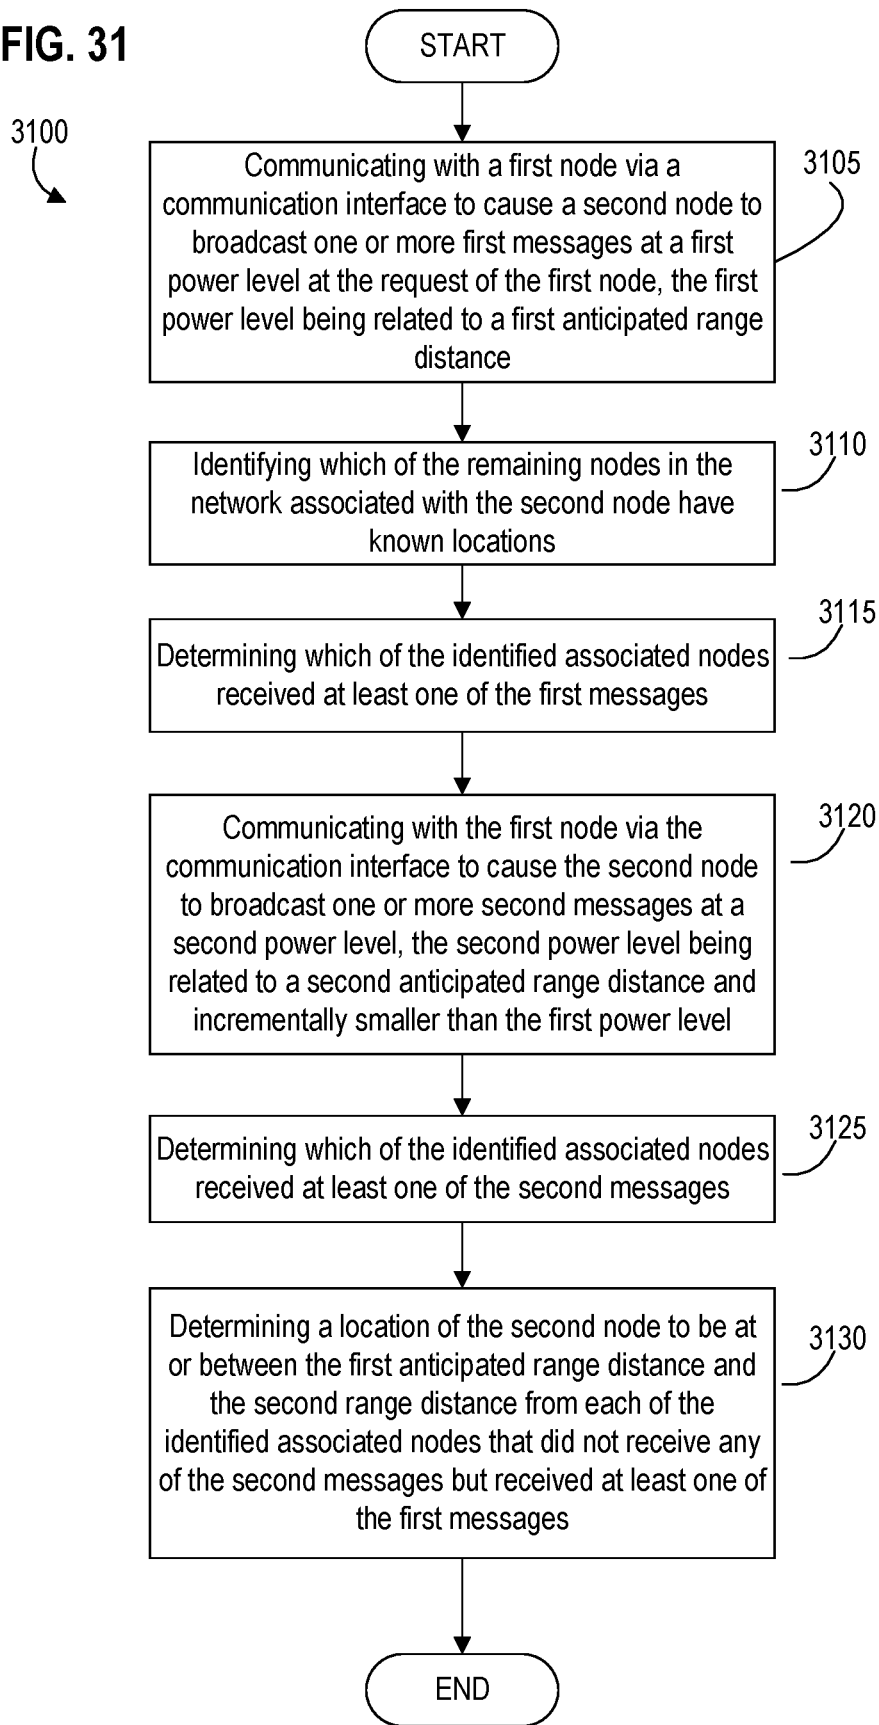 FIG. 31
START
3100
3105
Communicating with a first node via a
communication interface to cause a second node to
broadcast one or more first messages at a first
power level at the request of the first node, the first
power level being related to a first anticipated range
distance
3110
Identifying which of the remaining nodes in the
network associated with the second node have
known locations
3115
Determining which of the identified associated nodes
received at least one of the first messages
3120
Communicating with the first node via the
communication interface to cause the second node
to broadcast one or more second messages at a
second power level, the second power level being
related to a second anticipated range distance and
incrementally smaller than the first power level
3125
Determining which of the identified associated nodes
received at least one of the second messages
3130
Determining a location of the second node to be at
or between the first anticipated range distance and
the second range distance from each of the
identified associated nodes that did not receive any
of the second messages but received at least one of
the first messages
END